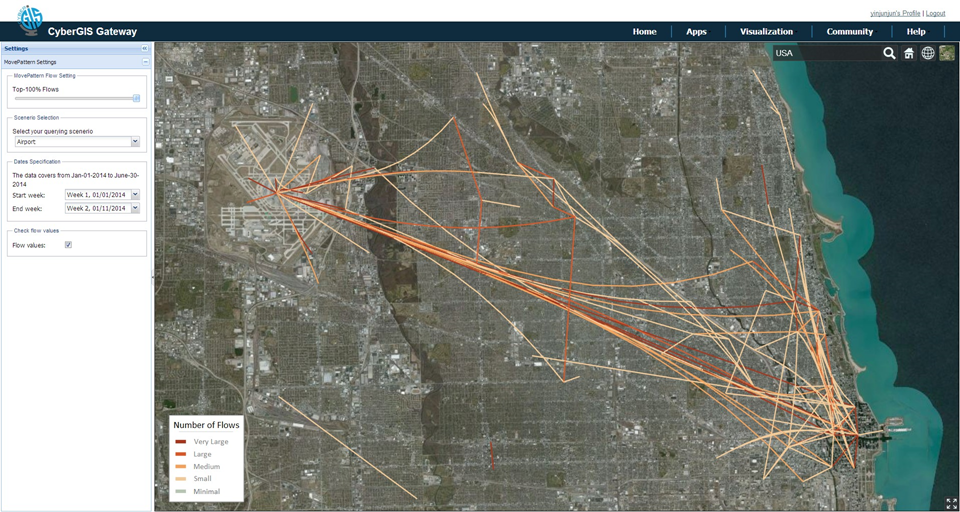 GIS
yinjunjun's Profile | Logout
CyberGIS Gateway
Home
Apps
Visualization
Community
Help
Settings
MovePattern Settings
MovePattern Flow Setting
Top-100% Flows
Scenerio Selection
Select your querying scenario
Airport
Dates Specification
The data covers from Jan-01-2014 to June-30-
2014
Start week: Week 1, 01/01/2014
End week: Week 2, 01/11/2014
Check flow values
Flow values:
USA
Number of Flows
Very Large
Large
Medium
Small
Minimal